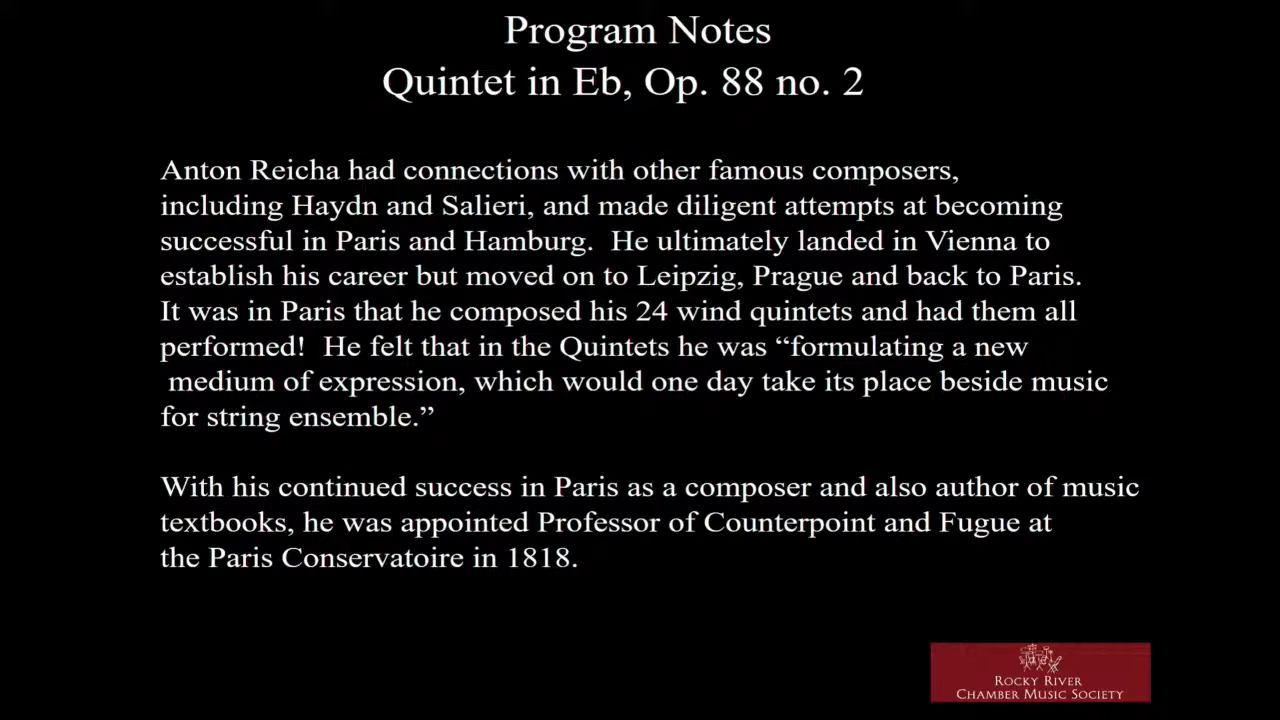 Program Notes
Quintet in Eb, Op. 88 no. 2
Anton Reicha had connections with other famous composers,
including Haydn and Salieri, and made diligent attempts at becoming
successful in Paris and Hamburg.  He ultimately landed in Vienna to
establish his career but moved on to Leipzig, Prague and back to Paris.
It was in Paris that he composed his 24 wind quintets and had them all
performed!  He felt that in the Quintets he was “formulating a new
medium of expression, which would one day take its place beside music
for string ensemble.”
With his continued success in Paris as a composer and also author of music
textbooks, he was appointed Professor of Counterpoint and Fugue at
the Paris Conservatoire in 1818.
Rocky River
Chamber Music Society